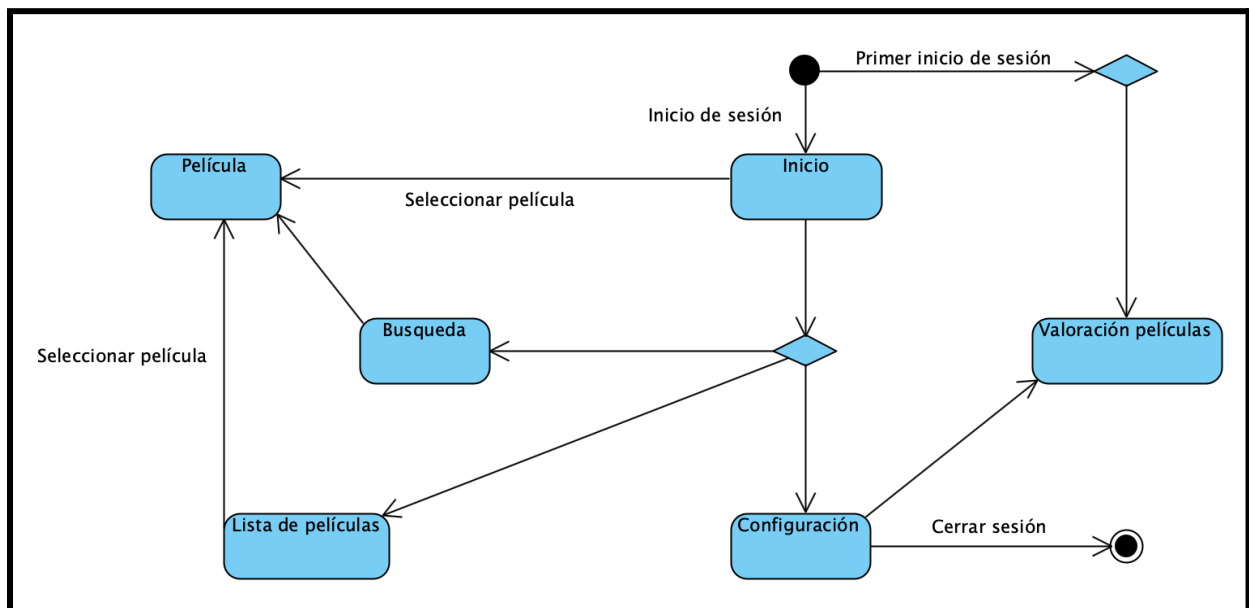 Primer inicio de sesión
Inicio de sesión
Película
Inicio
Seleccionar película
Busqueda
Valoración películas
Seleccionar película
Lista de películas
Configuración
Cerrar sesión